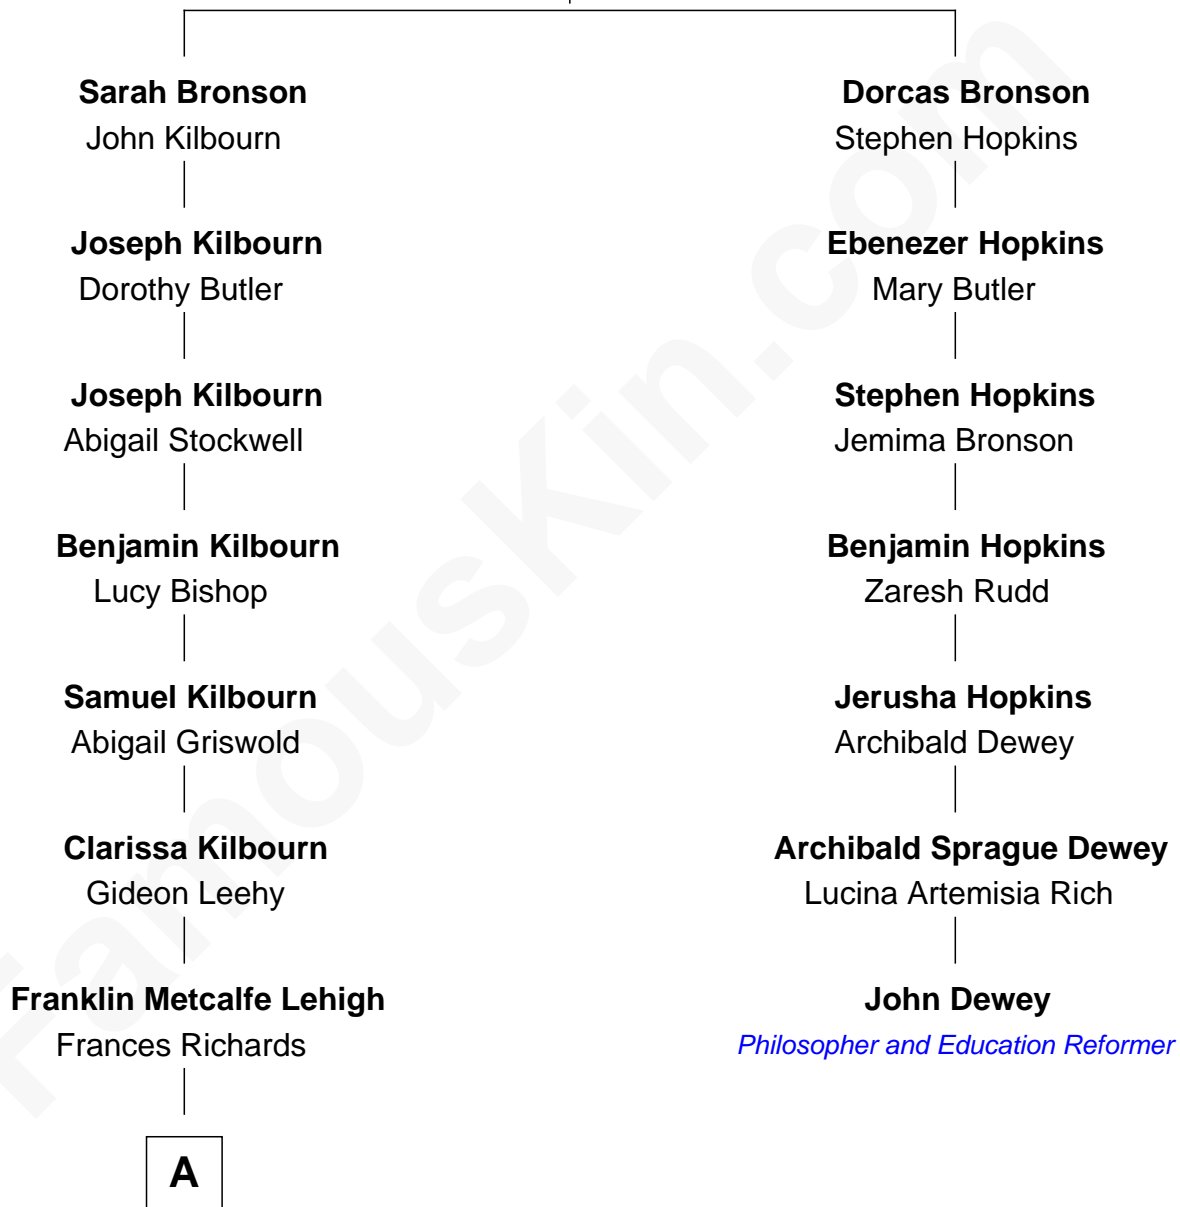 Sarah Bronson
John Kilbourn
Joseph Kilbourn
Dorothy Butler
Joseph Kilbourn
Abigail Stockwell
Benjamin Kilbourn
Lucy Bishop
Samuel Kilbourn
Abigail Griswold
Clarissa Kilbourn
Gideon Leehy
Franklin Metcalfe Lehigh
Frances Richards
A
Dorcas Bronson
Stephen Hopkins
Ebenezer Hopkins
Mary Butler
Stephen Hopkins
Jemima Bronson
Benjamin Hopkins
Zaresh Rudd
Jerusha Hopkins
Archibald Dewey
Archibald Sprague Dewey
Lucina Artemisia Rich
John Dewey
Philosopher and Education Reformer
FamousKin.com